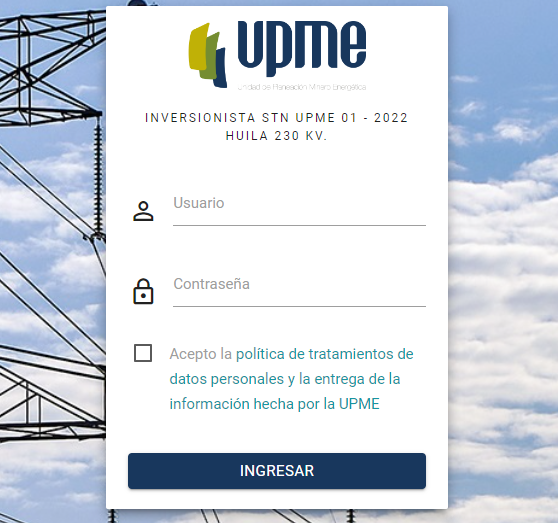 upme
Unidad de Planeación Minero Energética
INVERSIONISTA STN UPME 01 - 2022
HUILA 230 KV.
Usuario
Contraseña
Acepto la política de tratamientos de
datos personales y la entrega de la
información hecha por la UPME
INGRESAR